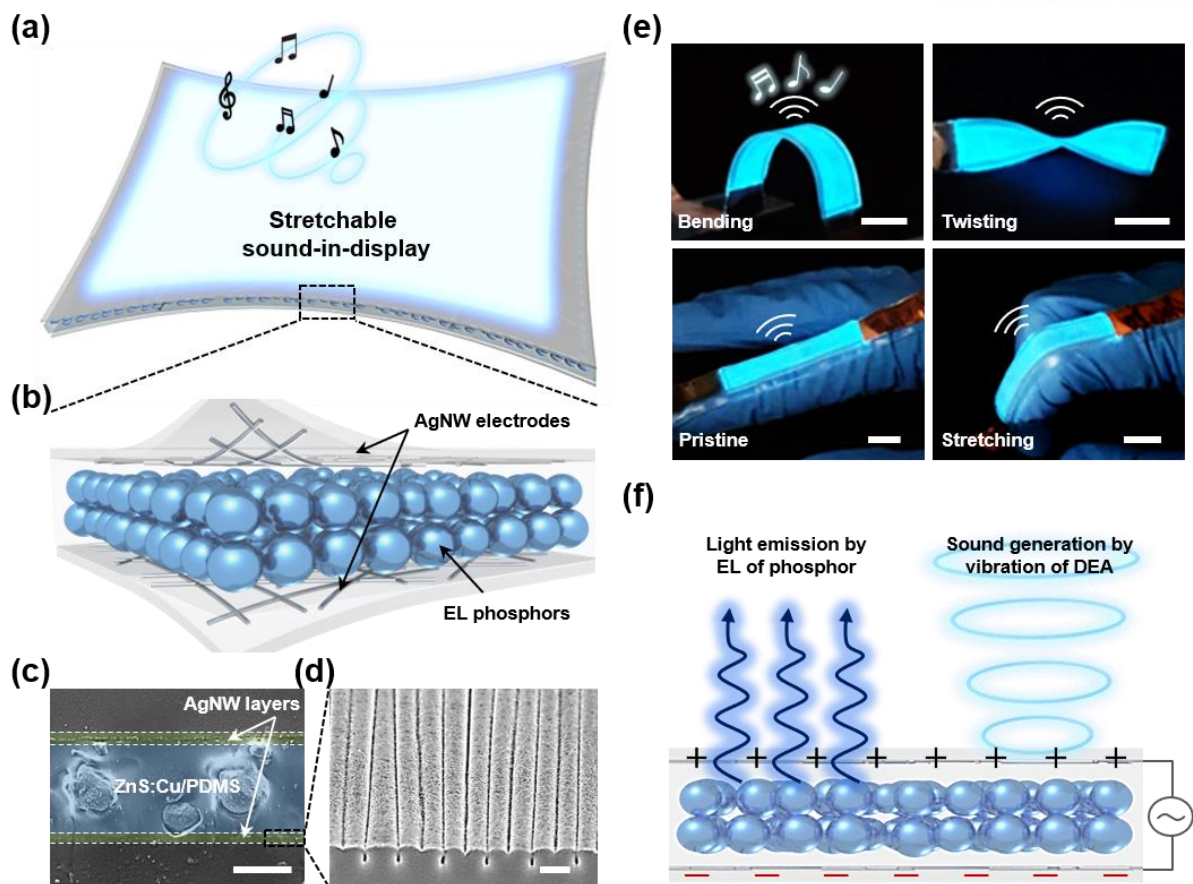 (a)
Stretchable
sound-in-display
(b)
AgNW electrodes
EL phosphors
(c)
AgNW layers
ZnS:Cu/PDMS
(d)
(e)
Bending
Twisting
Pristine
Stretching
(f)
Light emission by
EL of phosphor
Sound generation by
vibration of DEA
+ + + + + + +
− − − − − − −